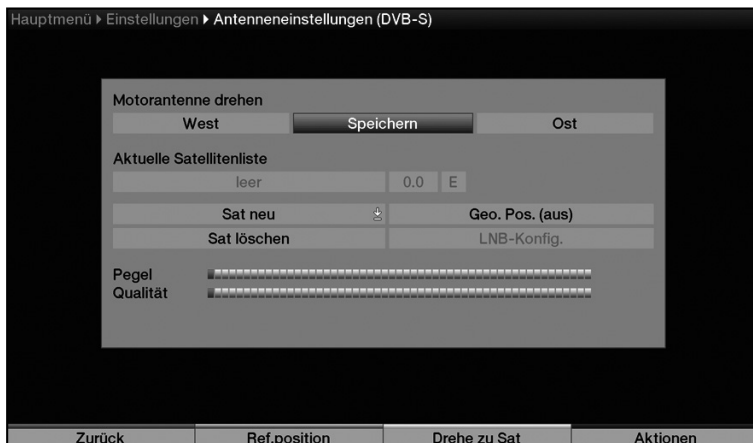 Hauptmenü ▸ Einstellungen ▸ Antenneneinstellungen (DVB-S)
Motorantenne drehen
West Speichern Ost
Aktuelle Satellitenliste
leer 0.0 E
Sat neu Geo. Pos. (aus)
Sat löschen LNB-Konfig.
Pegel
Qualität
Zurück Ref.position Drehe zu Sat Aktionen